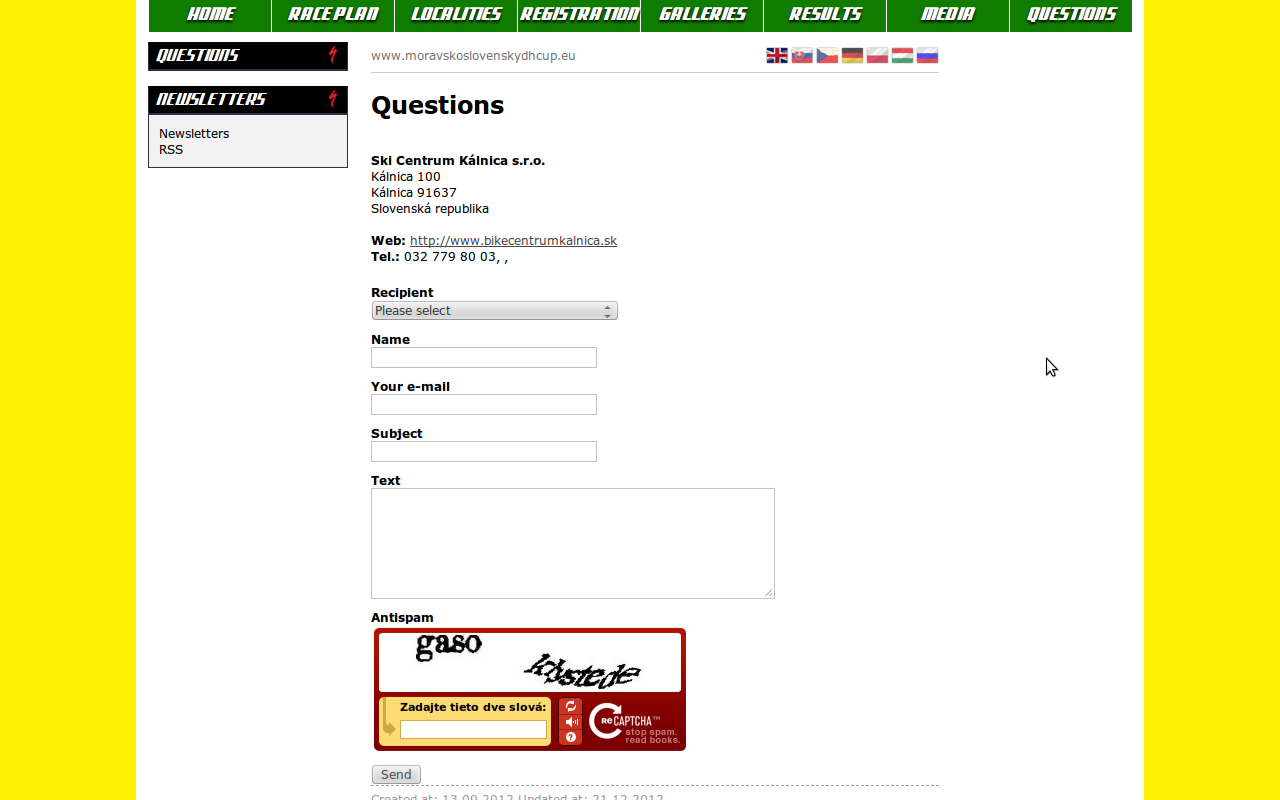 HOME RACE PLAN LOCALITIES REGISTRATION GALLERIES RESULTS MEDIA QUESTIONS
QUESTIONS
NEWSLETTERS
Newsletters
RSS
www.moravskoslovenskydhcup.eu
Questions
Ski Centrum Kálnica s.r.o.
Kálnica 100
Kálnica 91637
Slovenská republika
Web: http://www.bikecentrumkalnica.sk
Tel.: 032 779 80 03, ,
Recipient
Please select
Name
Your e-mail
Subject
Text
Antispam
gaso
Zadajte tieto dve slová:
ReCAPTCHA™
stop spam.
read books.
Send
Created at: 13.09.2012 Updated at: 21.12.2012